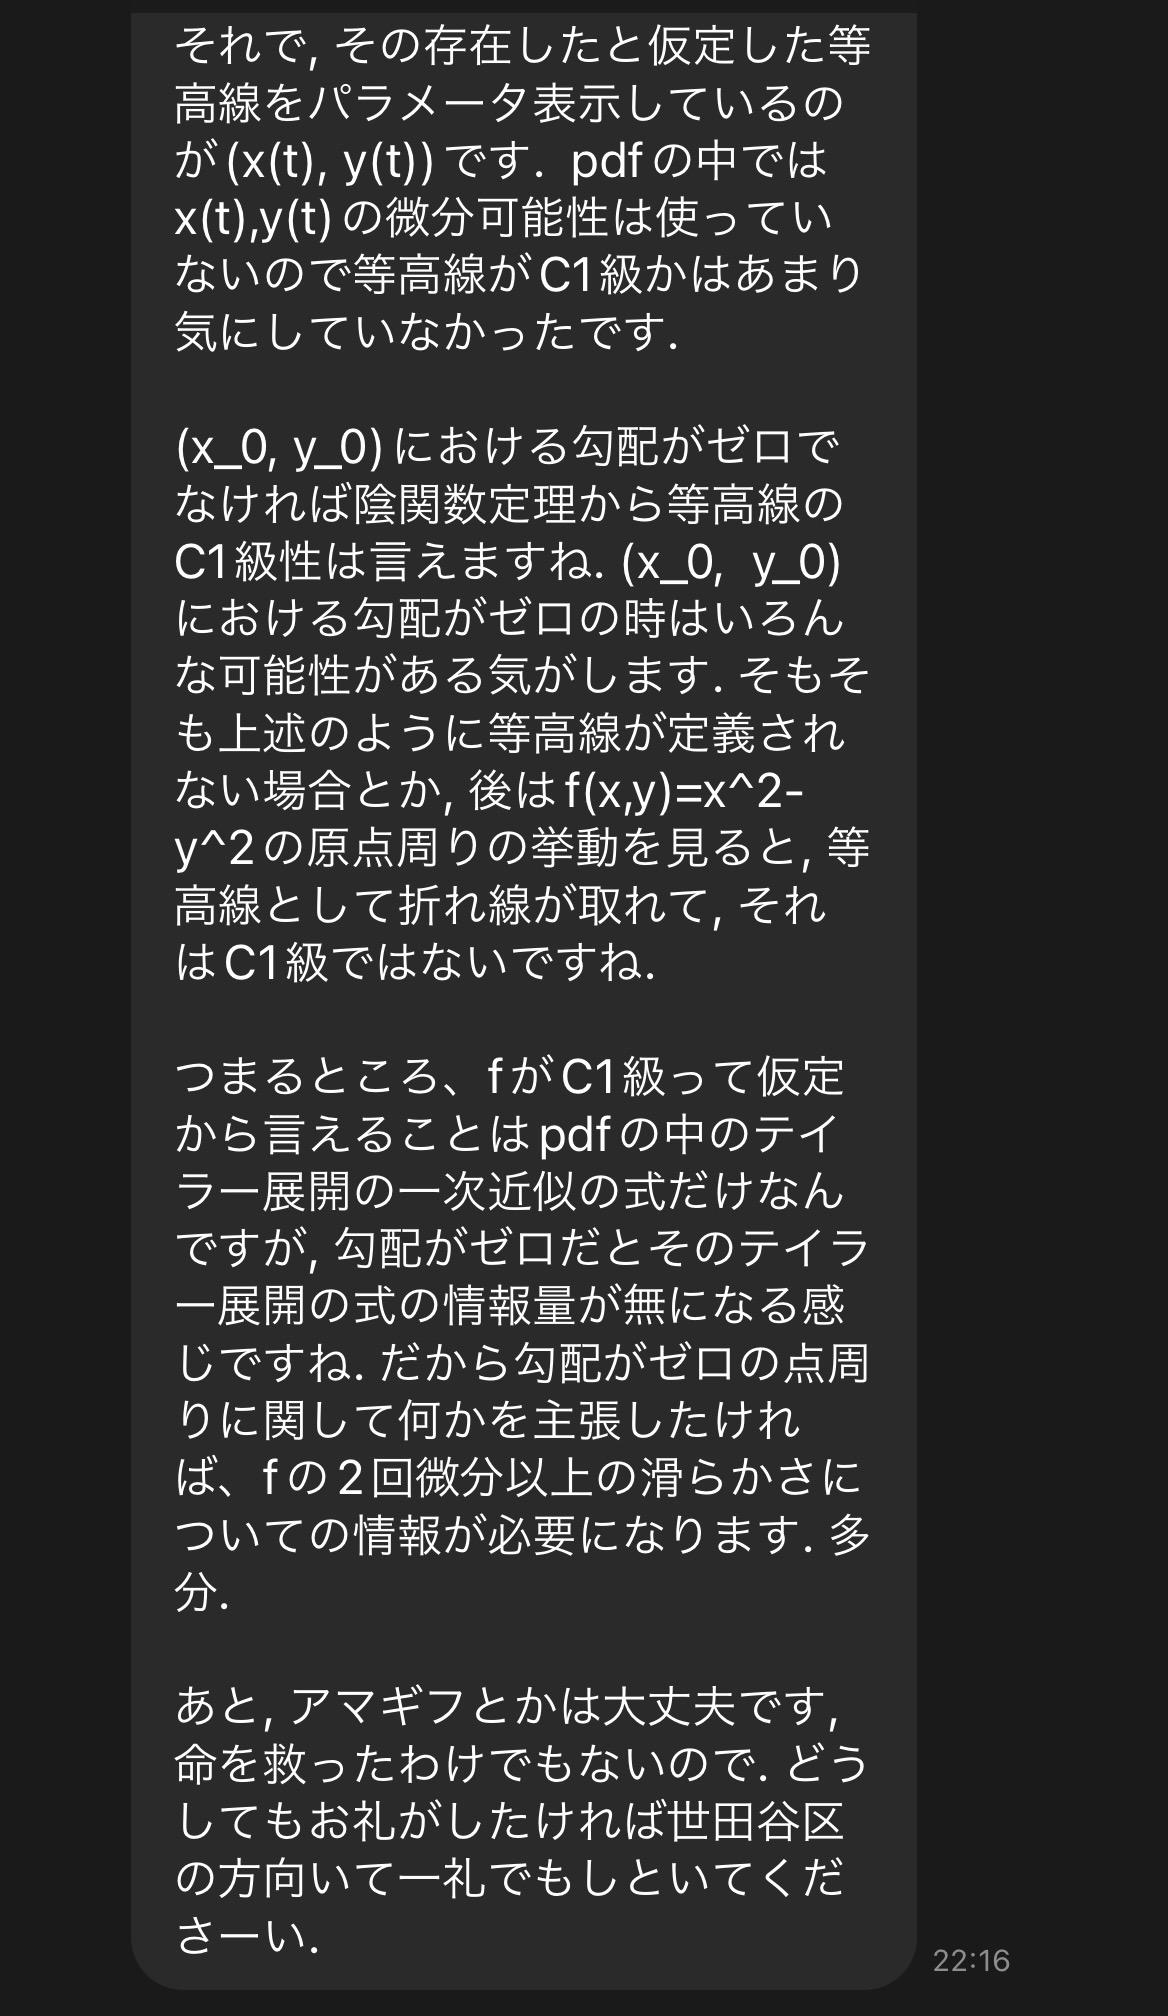 それで, その存在したと仮定した等
高線をパラメータ表示しているの
が(x(t), y(t))です. pdfの中では
x(t),y(t)の微分可能性は使ってい
ないので等高線がC1級かはあまり
気にしていなかったです.
(x_0, y_0)における勾配がゼロで
なければ陰関数定理から等高線の
C1級性は言えますね. (x_0, y_0)
における勾配がゼロの時はいろん
な可能性がある気がします. そもそ
も上述のように等高線が定義され
ない場合とか, 後はf(x,y)=x^2-
y^2の原点周りの挙動を見ると, 等
高線として折れ線が取れて, それ
はC1級ではないですね.
つまるところ、fがC1級って仮定
から言えることはpdfの中のテイ
ラー展開の一次近似の式だけなん
ですが, 勾配がゼロだとそのテイラ
ー展開の式の情報量が無になる感
じですね. だから勾配がゼロの点周
りに関して何かを主張したけれ
ば、fの2回微分以上の滑らかさに
ついての情報が必要になります. 多
分.
あと, アマギフとかは大丈夫です,
命を救ったわけでもないので. どう
してもお礼がしたければ世田谷区
の方向いて一礼でもしといてくだ
さーい.
22:16